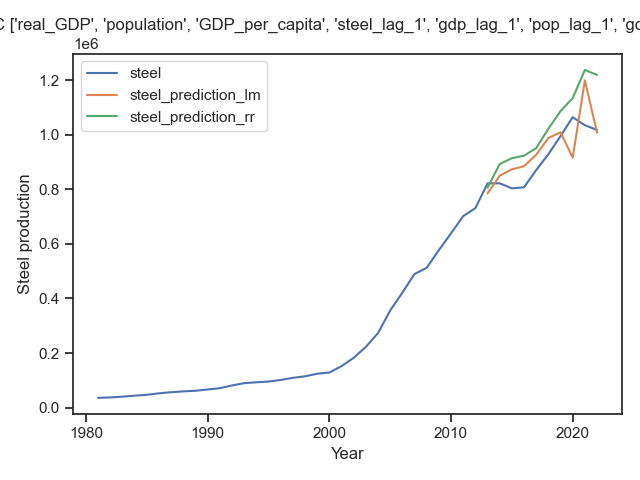 C ['real_GDP', 'population', 'GDP_per_capita', 'steel_lag_1', 'gdp_lag_1', 'pop_lag_1',
1e6
steel
steel_prediction_lm
steel_prediction_rr
1.2
1.0
0.8
0.6
0.4
0.2
0.0
Steel production
1980
1990
2000
2010
2020
Year